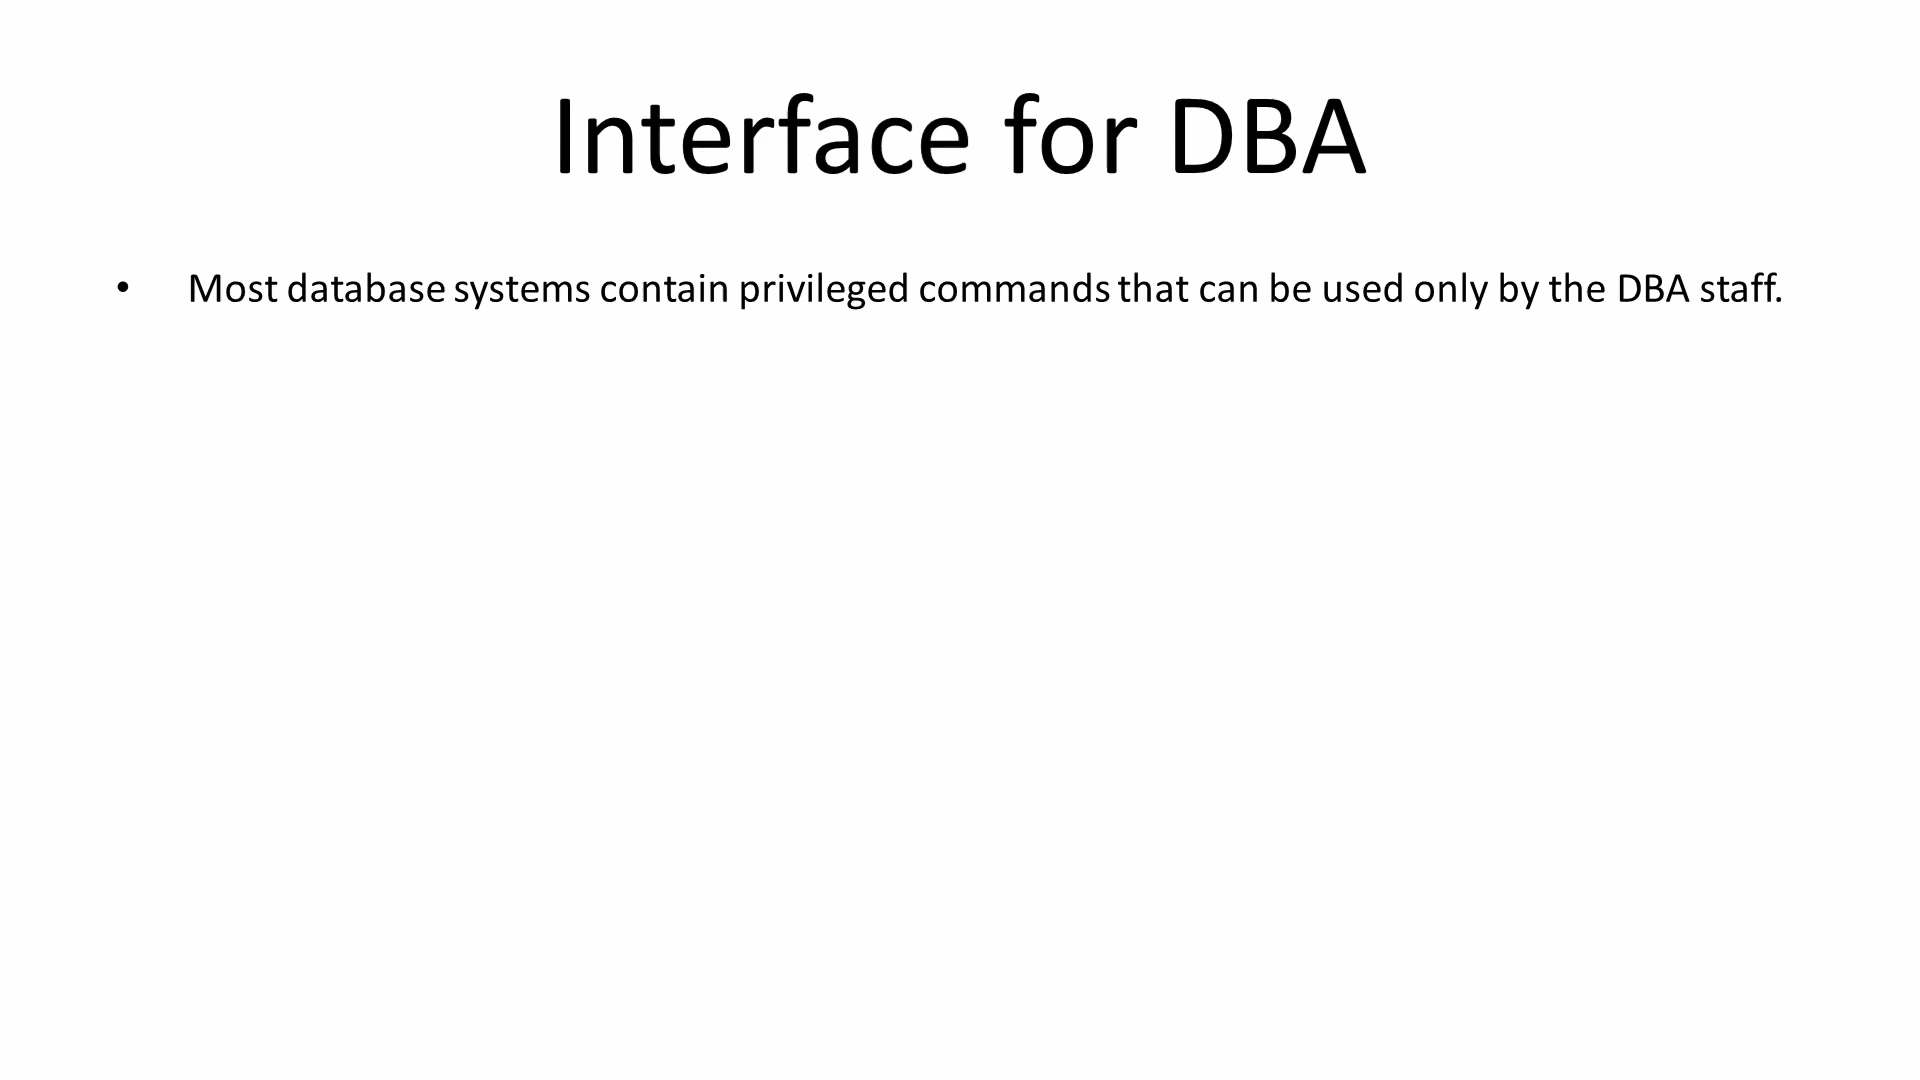 Interface for DBA
• Most database systems contain privileged commands that can be used only by the DBA staff.